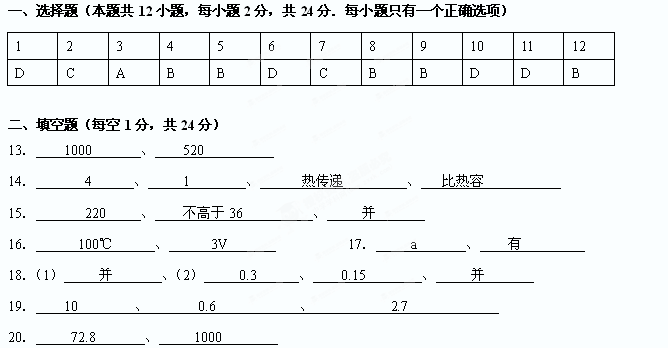 一、选择题（本题共 12 小题，每小题 2 分，共 24 分．每小题只有一个正确选项）
1 2 3 4 5 6 7 8 9 10 11 12
D C A B B D C B B D D B
二、填空题（每空 1 分，共 24 分）
13． 1000 、 520
14． 4 、 1 、 热传递 、 比热容
15． 220 、 不高于 36 、 并
16． 100℃ 、 3V 17． a 、 有
18．（1） 并 、（2） 0.3 、 0.15 、 并
19． 10 、 0.6 、 2.7
20． 72.8 、 1000